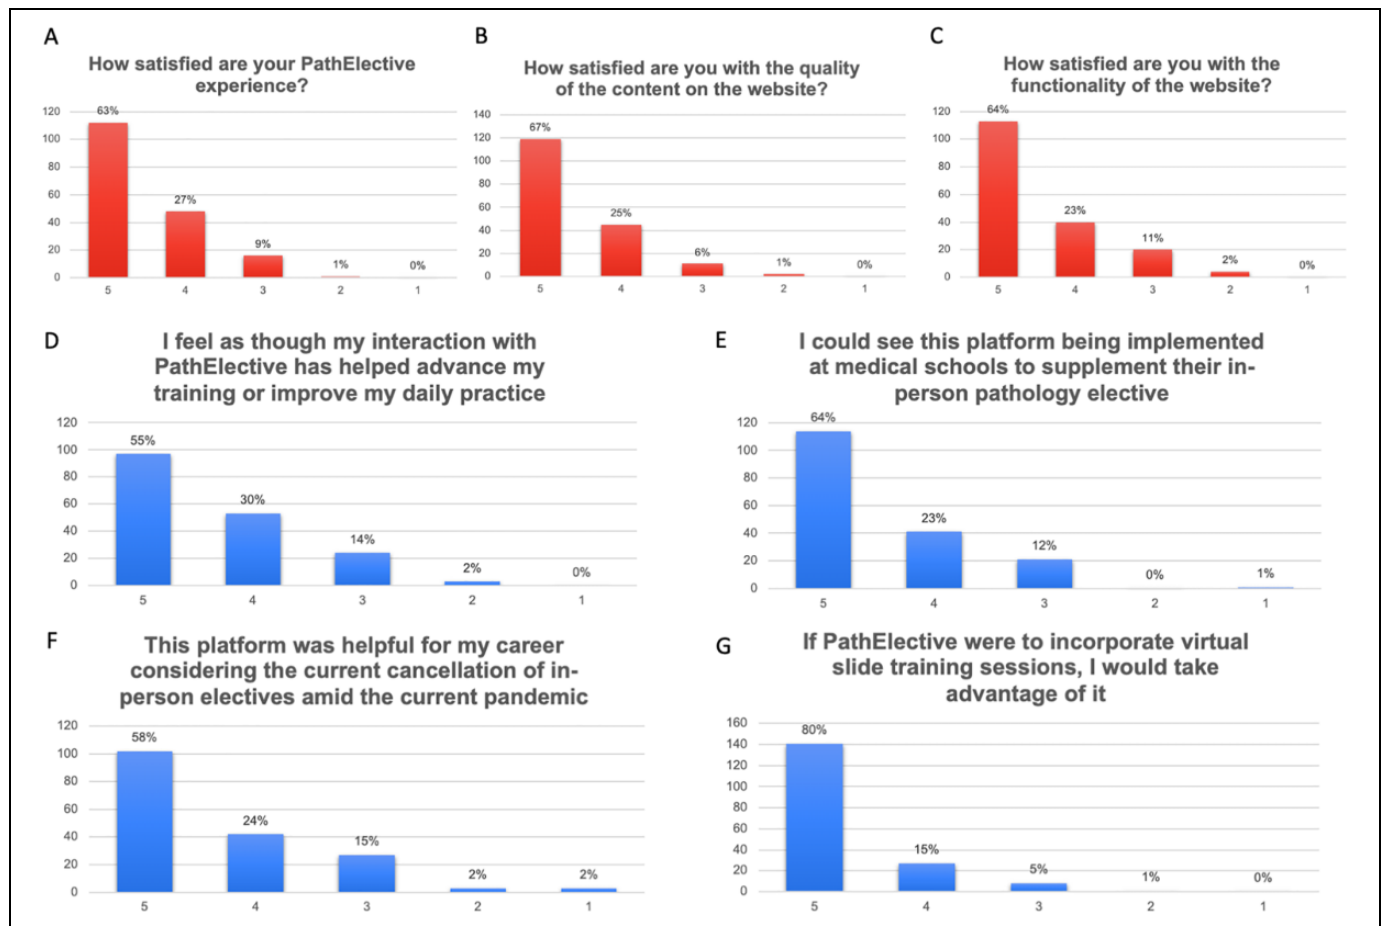 A
How satisfied are your PathElective
experience?
120
100
80
60
40
20
0
63%
27%
9%
1%
0%
5 4 3 2 1
B
How satisfied are you with the quality
of the content on the website?
140
120
100
80
60
40
20
0
67%
25%
6%
1%
0%
5 4 3 2 1
C
How satisfied are you with the
functionality of the website?
120
100
80
60
40
20
0
64%
23%
11%
2%
0%
5 4 3 2 1
D
I feel as though my interaction with
PathElective has helped advance my
training or improve my daily practice
120
100
80
60
40
20
0
55%
30%
14%
2%
0%
5 4 3 2 1
E
I could see this platform being implemented
at medical schools to supplement their in-
person pathology elective
120
100
80
60
40
20
0
64%
23%
12%
0%
1%
5 4 3 2 1
F
This platform was helpful for my career
considering the current cancellation of in-
person electives amid the current pandemic
120
100
80
60
40
20
0
58%
24%
15%
2%
2%
5 4 3 2 1
G
If PathElective were to incorporate virtual
slide training sessions, I would take
advantage of it
160
140
120
100
80
60
40
20
0
80%
15%
5%
1%
0%
5 4 3 2 1